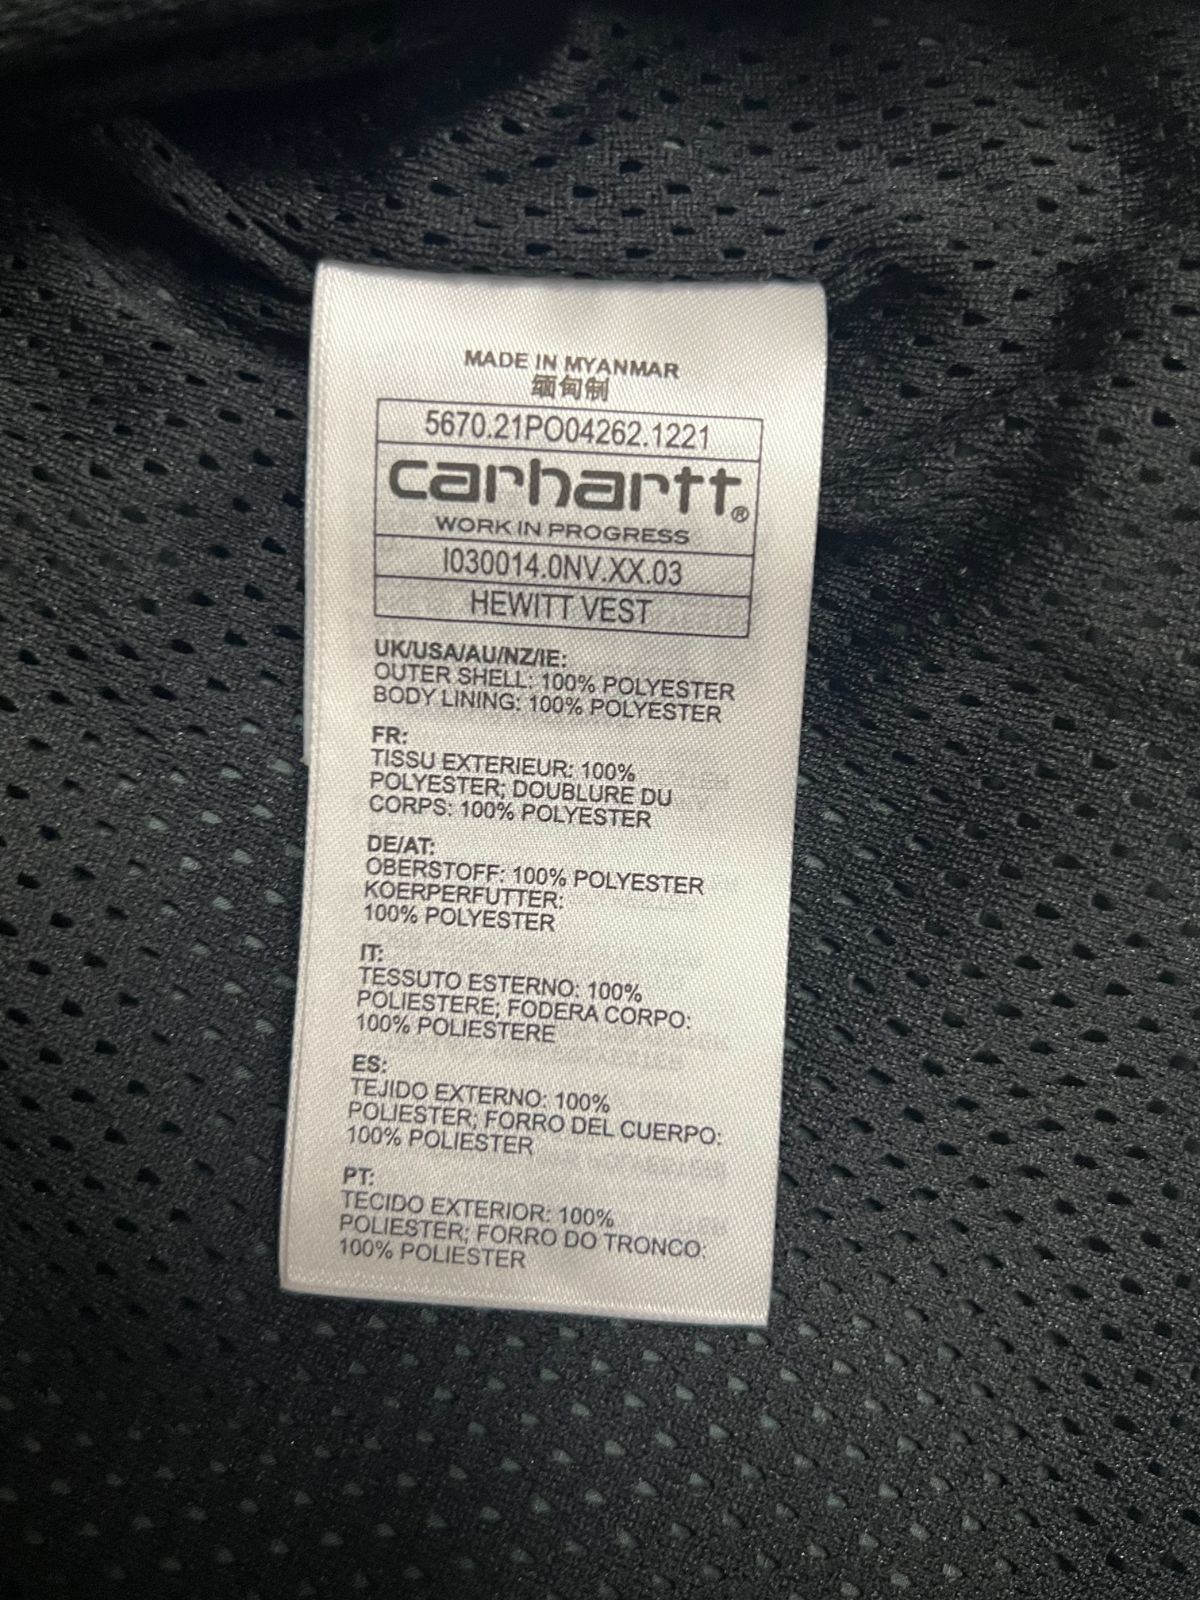 MADE IN MYANMAR
缅甸制
5670.21PO04262.1221
carhartt®
WORK IN PROGRESS
I030014.0NV.XX.03
HEWITT VEST
UK/USA/AU/NZ/IE:
OUTER SHELL: 100% POLYESTER
BODY LINING: 100% POLYESTER
FR:
TISSU EXTERIEUR: 100%
POLYESTER; DOUBLURE DU
CORPS: 100% POLYESTER
DE/AT:
OBERSTOFF: 100% POLYESTER
KOERPERFUTTER:
100% POLYESTER
IT:
TESSUTO ESTERNO: 100%
POLIESTERE; FODERA CORPO:
100% POLIESTERE
ES:
TEJIDO EXTERNO: 100%
POLIESTER; FORRO DEL CUERPO:
100% POLIESTER
PT:
TECIDO EXTERIOR: 100%
POLIESTER; FORRO DO TRONCO:
100% POLIESTER